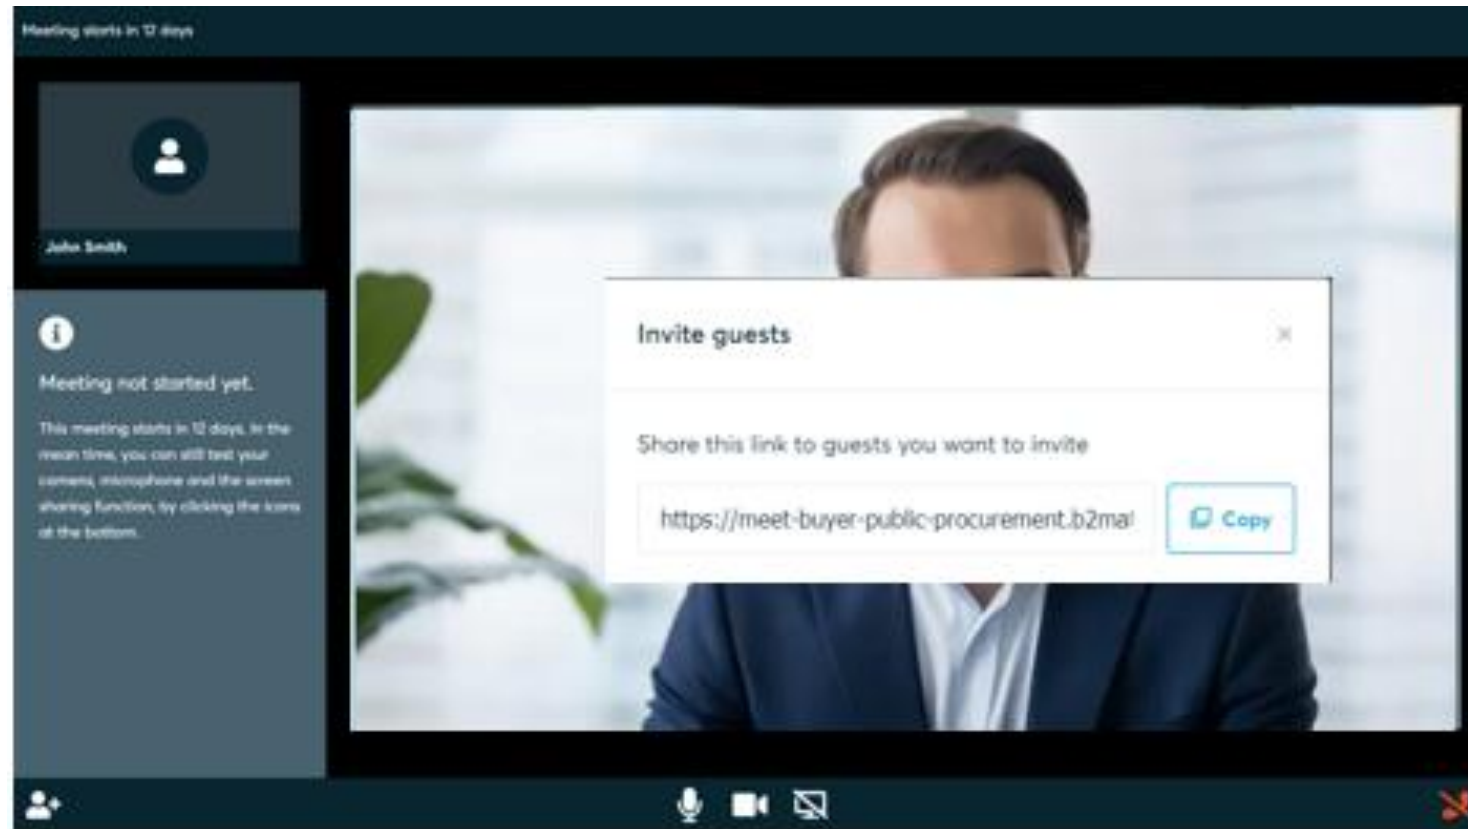 Meeting starts in 12 days
John Smith
Meeting not started yet.
This meeting starts in 12 days. In the
mean time, you can still test your
camera, microphone and the screen
sharing function, by clicking the icons
at the bottom.
Invite guests
Share this link to guests you want to invite
https://meet-buyer-public-procurement.b2mat
Copy